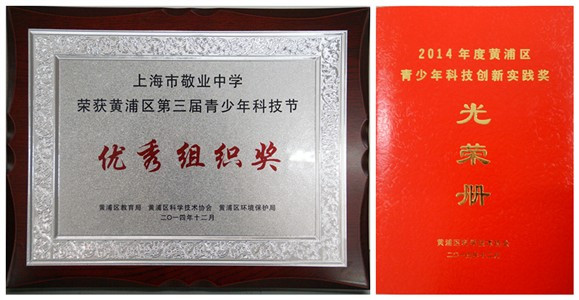 上海市敬业中学
荣获黄浦区第三届青少年科技节
优秀组织奖
黄浦区教育局 黄浦区科学技术协会 黄浦区环境保护局
二〇一四年十二月
2014年度黄浦区
青少年科技创新实践奖
光荣册